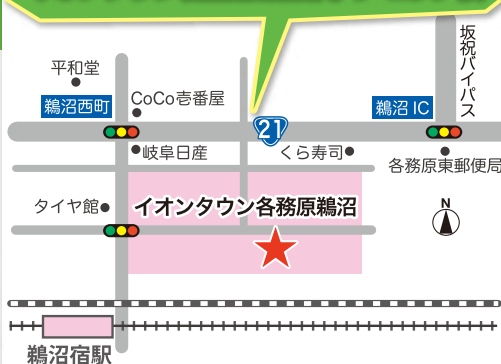 坂祝バイパス
平和堂
鵜沼西町
CoCo壱番屋
鵜沼IC
21
岐阜日産
くら寿司
各務原東郵便局
タイヤ館
イオンタウン各務原鵜沼
N
鵜沼宿駅